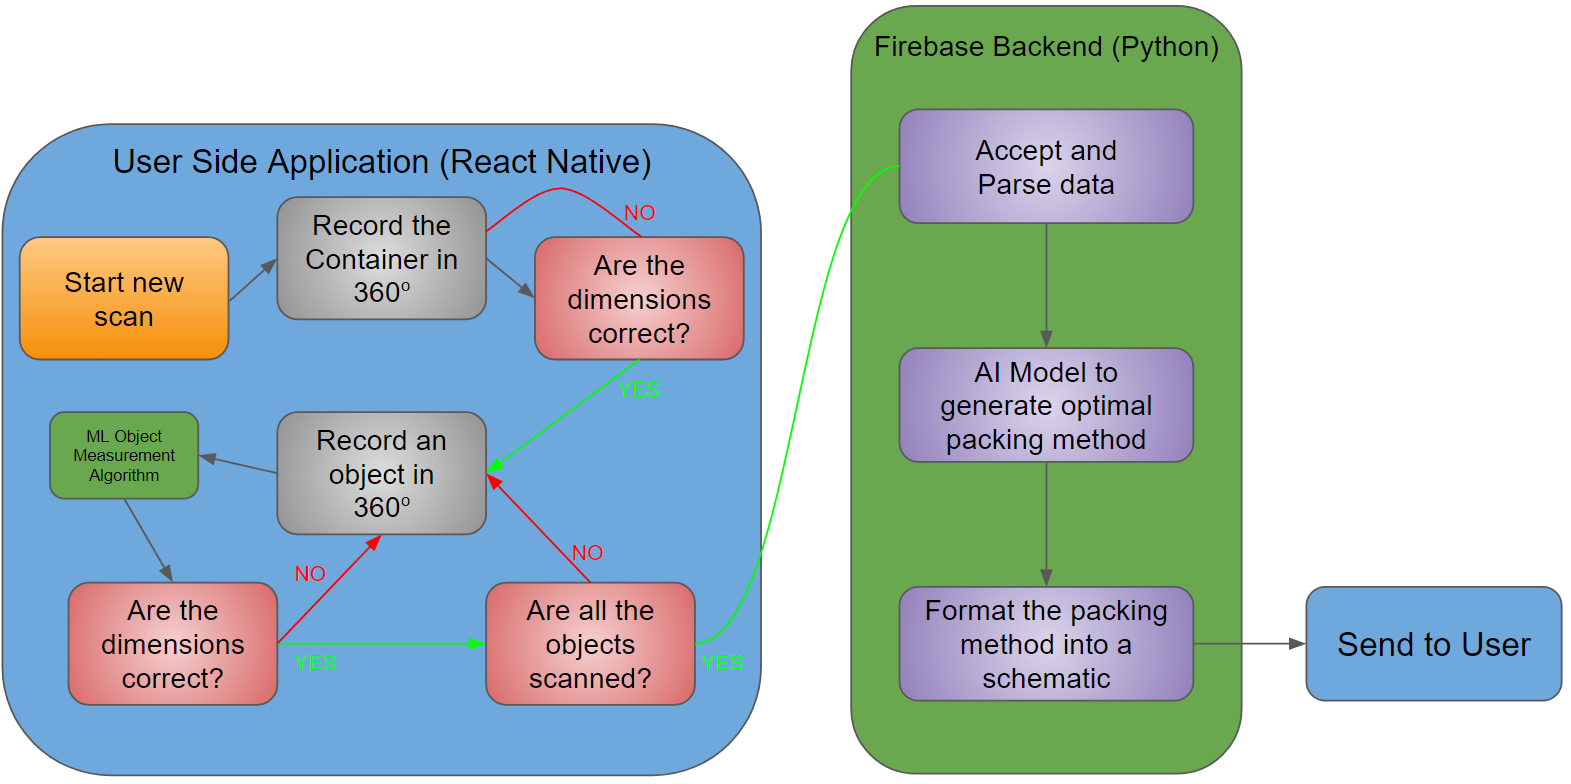 User Side Application (React Native)
Start new
scan
Record the
Container in
360º
NO
Are the
dimensions
correct?
YES
Record an
object in
360º
ML Object
Measurement
Algorithm
Are the
dimensions
correct?
NO
YES
Are all the
objects
scanned?
NO
YES
Firebase Backend (Python)
Accept and
Parse data
AI Model to
generate optimal
packing method
Format the packing
method into a
schematic
Send to User